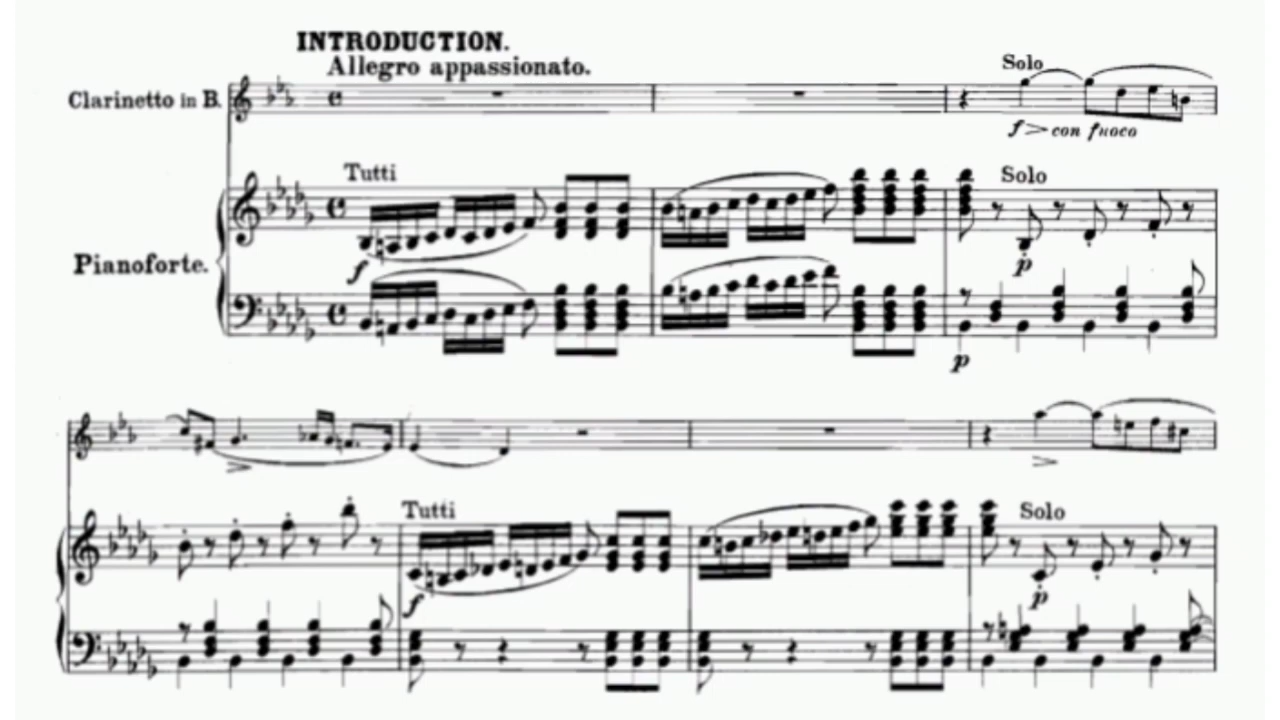 INTRODUCTION.
Allegro appassionato.
Solo
Clarinetto in B.
f > con fuoco
Tutti
Solo
f
p
Pianoforte.
p
Tutti
Solo
f
p